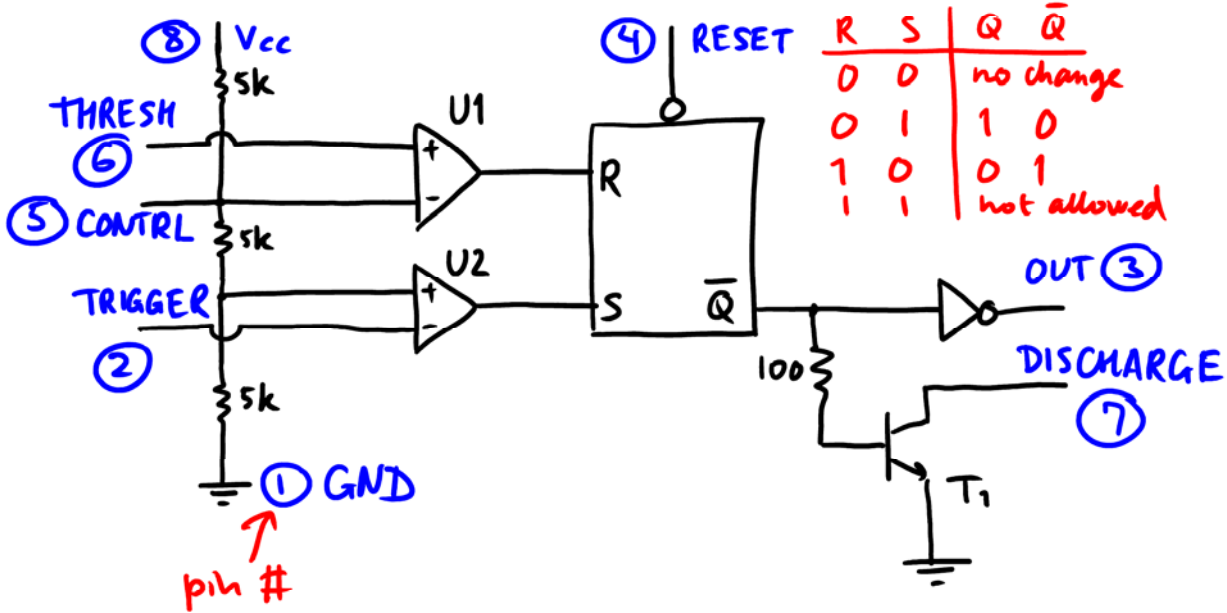 8 Vcc
5k
THRESH
6
5 CONTRL
5k
TRIGGER
2
5k
1 GND
pin #
U1
+
-
U2
+
-
4 RESET
R
S
Q̅
R S Q Q̅
0 0 no change
0 1 1 0
1 0 0 1
1 1 not allowed
OUT 3
100
DISCHARGE
7
T1